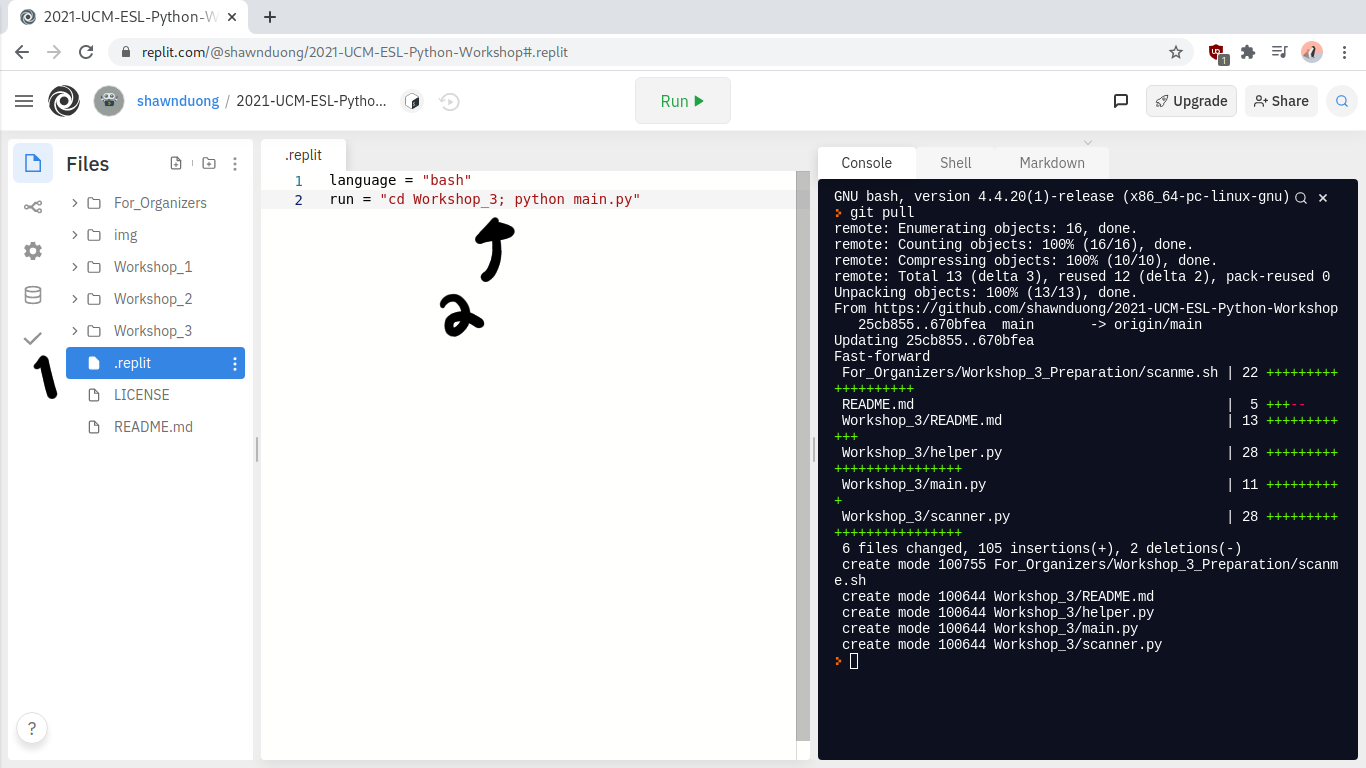 2021-UCM-ESL-Python-W
replit.com/@shawnduong/2021-UCM-ESL-Python-Workshop#.replit
1
shawnduong / 2021-UCM-ESL-Pytho...
Run
Upgrade
Share
Files
For_Organizers
img
Workshop_1
Workshop_2
Workshop_3
.replit
LICENSE
README.md
1
?
.replit
1 language = "bash"
2 run = "cd Workshop_3; python main.py"
2
Console Shell Markdown
GNU bash, version 4.4.20(1)-release (x86_64-pc-linux-gnu)
git pull
remote: Enumerating objects: 16, done.
remote: Counting objects: 100% (16/16), done.
remote: Compressing objects: 100% (10/10), done.
remote: Total 13 (delta 3), reused 12 (delta 2), pack-reused 0
Unpacking objects: 100% (13/13), done.
From https://github.com/shawnduong/2021-UCM-ESL-Python-Workshop
25cb855..670bfea main -> origin/main
Updating 25cb855..670bfea
Fast-forward
For_Organizers/Workshop_3_Preparation/scanme.sh | 22 +++++++++
++++++++++
README.md | 5 +++--
Workshop_3/README.md | 13 +++++++++
+++
Workshop_3/helper.py | 28 +++++++++
++++++++++++++++
Workshop_3/main.py | 11 +++++++++
+
Workshop_3/scanner.py | 28 +++++++++
++++++++++++++++
6 files changed, 105 insertions(+), 2 deletions(-)
create mode 100755 For_Organizers/Workshop_3_Preparation/scanm
e.sh
create mode 100644 Workshop_3/README.md
create mode 100644 Workshop_3/helper.py
create mode 100644 Workshop_3/main.py
create mode 100644 Workshop_3/scanner.py